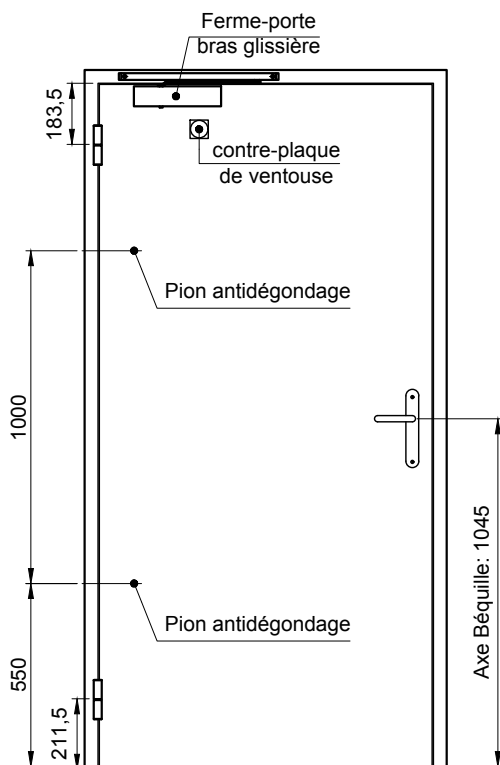 Ferme-porte
bras glissière
183,5
contre-plaque
de ventouse
Pion antidégondage
1000
Axe Béquille: 1045
Pion antidégondage
550
211,5